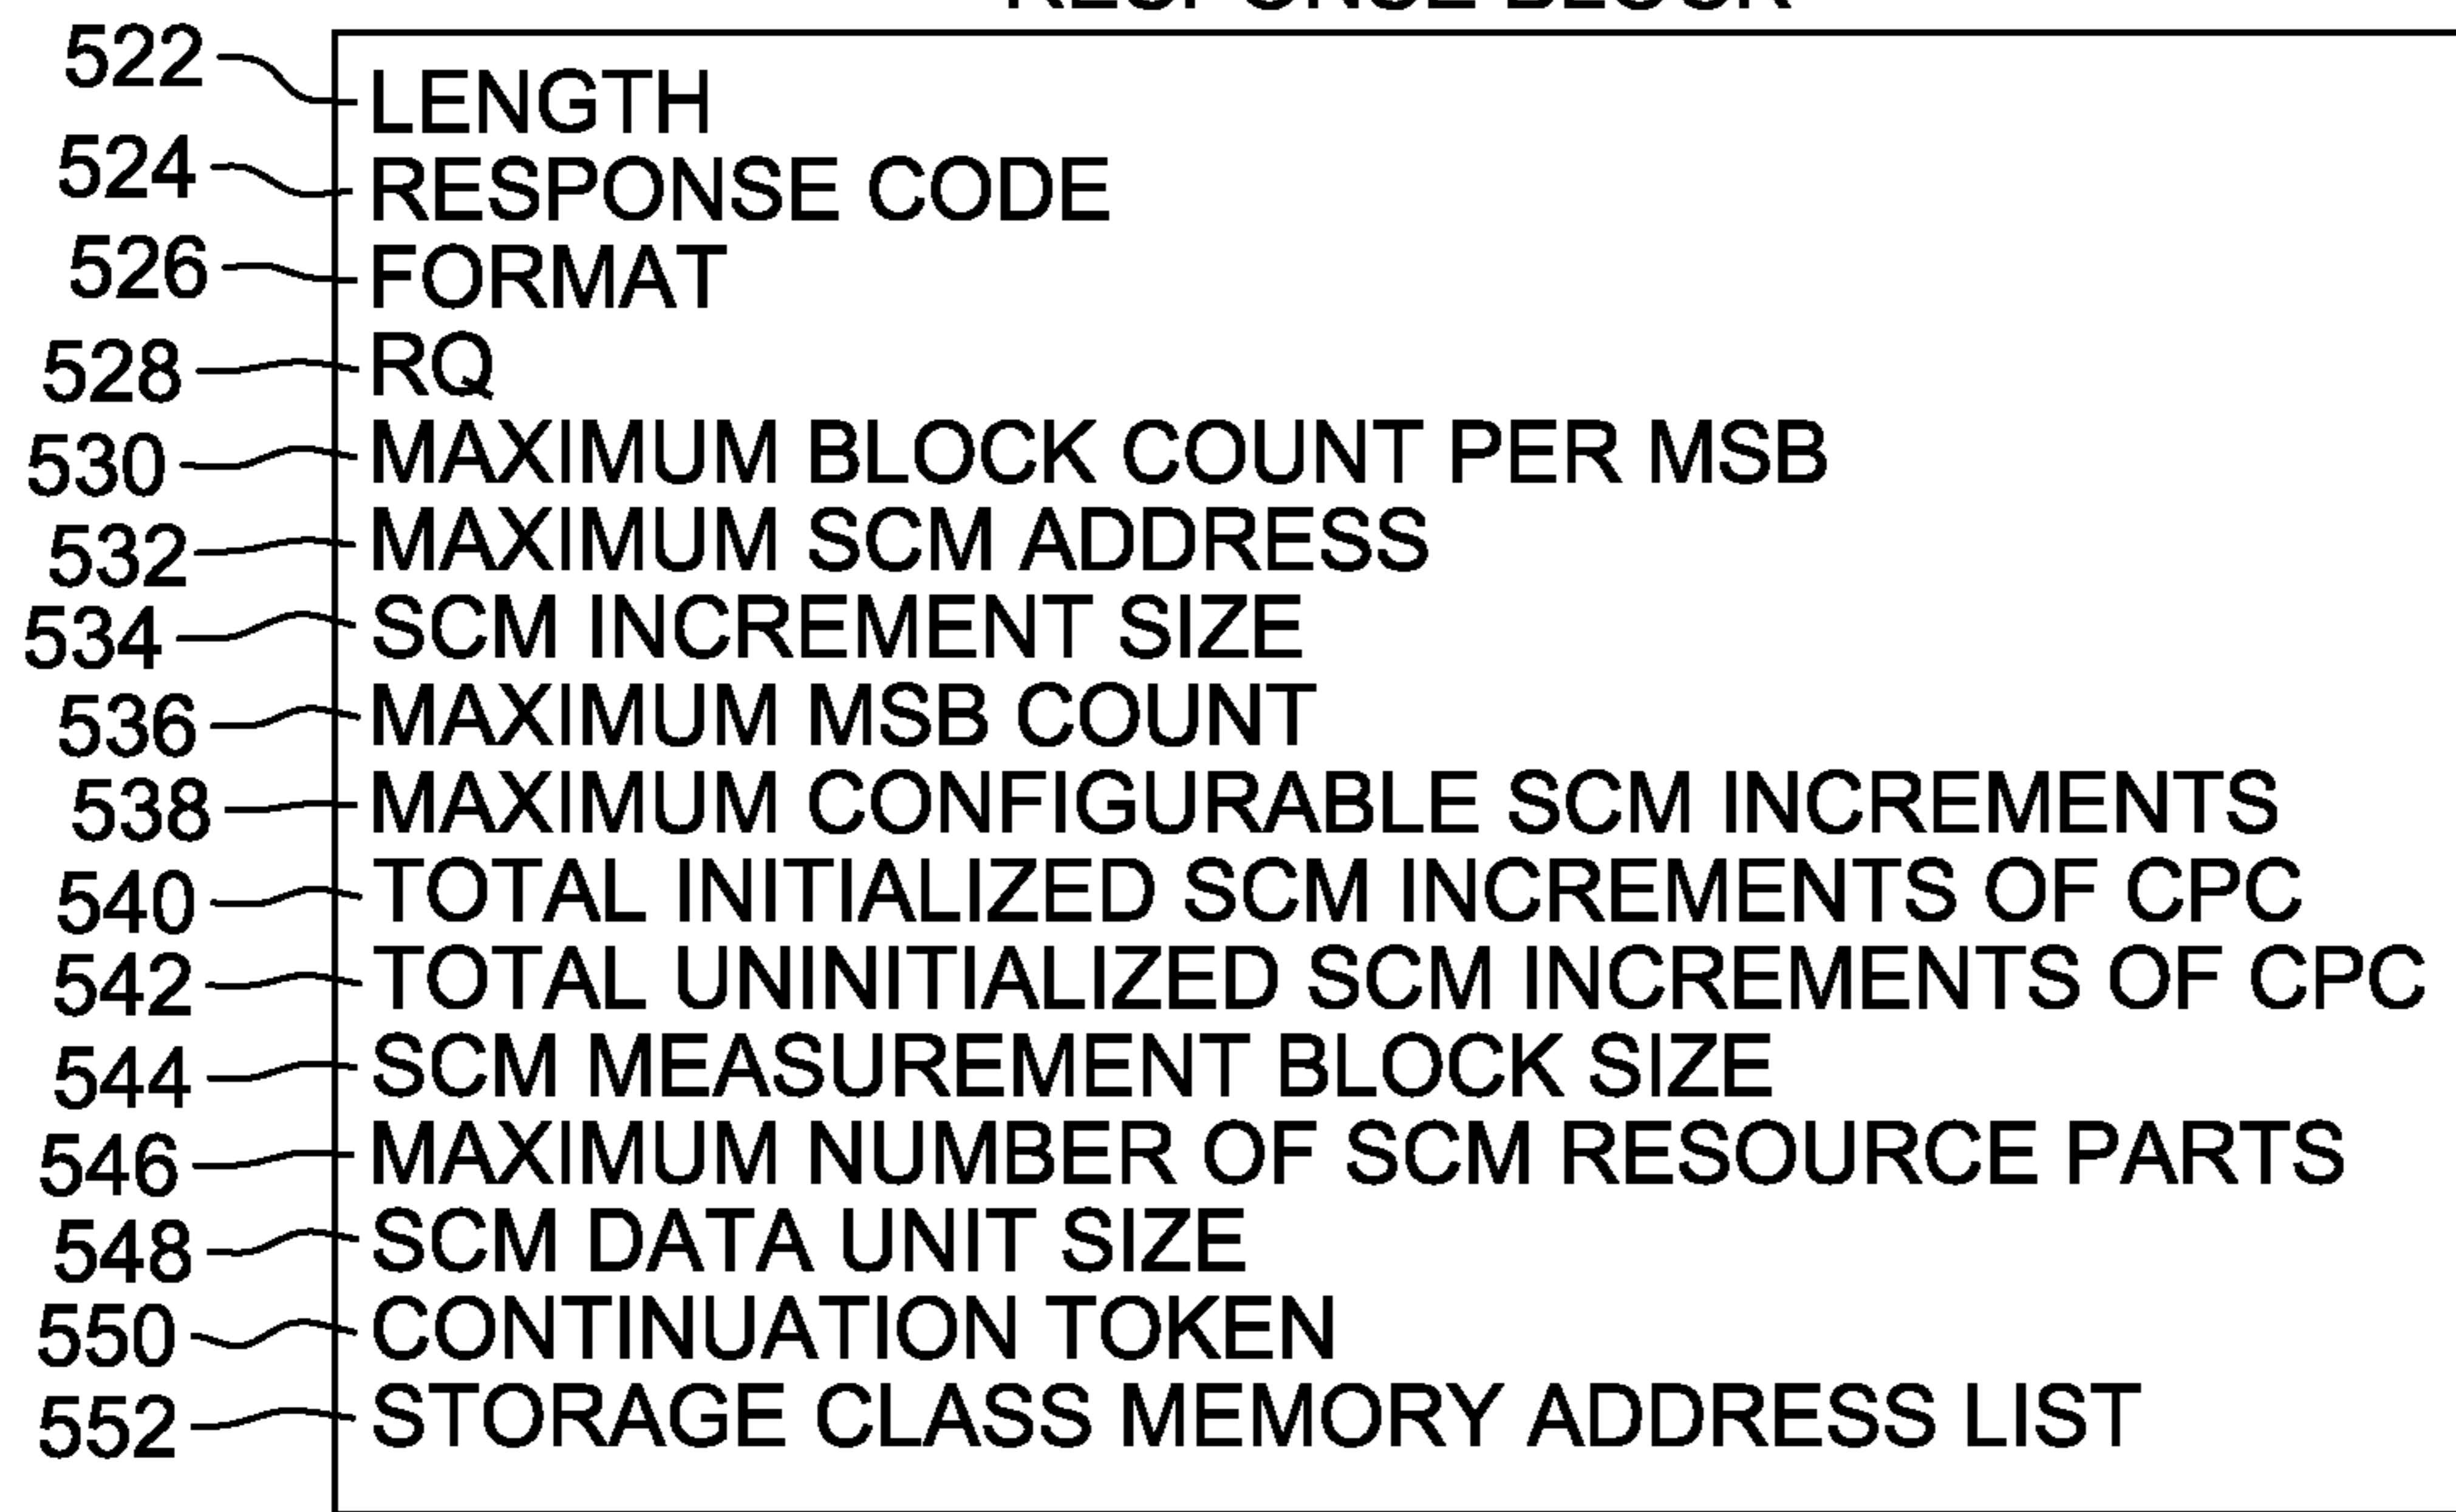 RESPONSE BLOCK
522 LENGTH
524 RESPONSE CODE
526 FORMAT
528 RQ
530 MAXIMUM BLOCK COUNT PER MSB
532 MAXIMUM SCM ADDRESS
534 SCM INCREMENT SIZE
536 MAXIMUM MSB COUNT
538 MAXIMUM CONFIGURABLE SCM INCREMENTS
540 TOTAL INITIALIZED SCM INCREMENTS OF CPC
542 TOTAL UNINITIALIZED SCM INCREMENTS OF CPC
544 SCM MEASUREMENT BLOCK SIZE
546 MAXIMUM NUMBER OF SCM RESOURCE PARTS
548 SCM DATA UNIT SIZE
550 CONTINUATION TOKEN
552 STORAGE CLASS MEMORY ADDRESS LIST